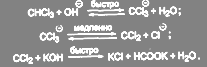 CHCl₃ + OH⊖ быстро CCl₃⊖ + H₂O;
CCl₃⊖ медленно CCl₂ + Cl⊖;
CCl₂ + KOH быстро KCl + HCOOK + H₂O.